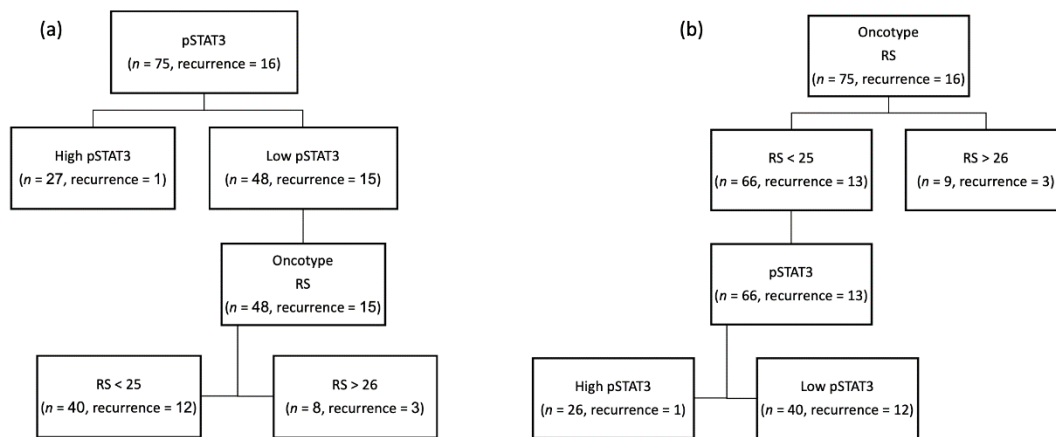 (a)
pSTAT3
(n = 75, recurrence = 16)
High pSTAT3
(n = 27, recurrence = 1)
Low pSTAT3
(n = 48, recurrence = 15)
Oncotype
RS
(n = 48, recurrence = 15)
RS < 25
(n = 40, recurrence = 12)
RS > 26
(n = 8, recurrence = 3)
(b)
Oncotype
RS
(n = 75, recurrence = 16)
RS < 25
(n = 66, recurrence = 13)
RS > 26
(n = 9, recurrence = 3)
pSTAT3
(n = 66, recurrence = 13)
High pSTAT3
(n = 26, recurrence = 1)
Low pSTAT3
(n = 40, recurrence = 12)